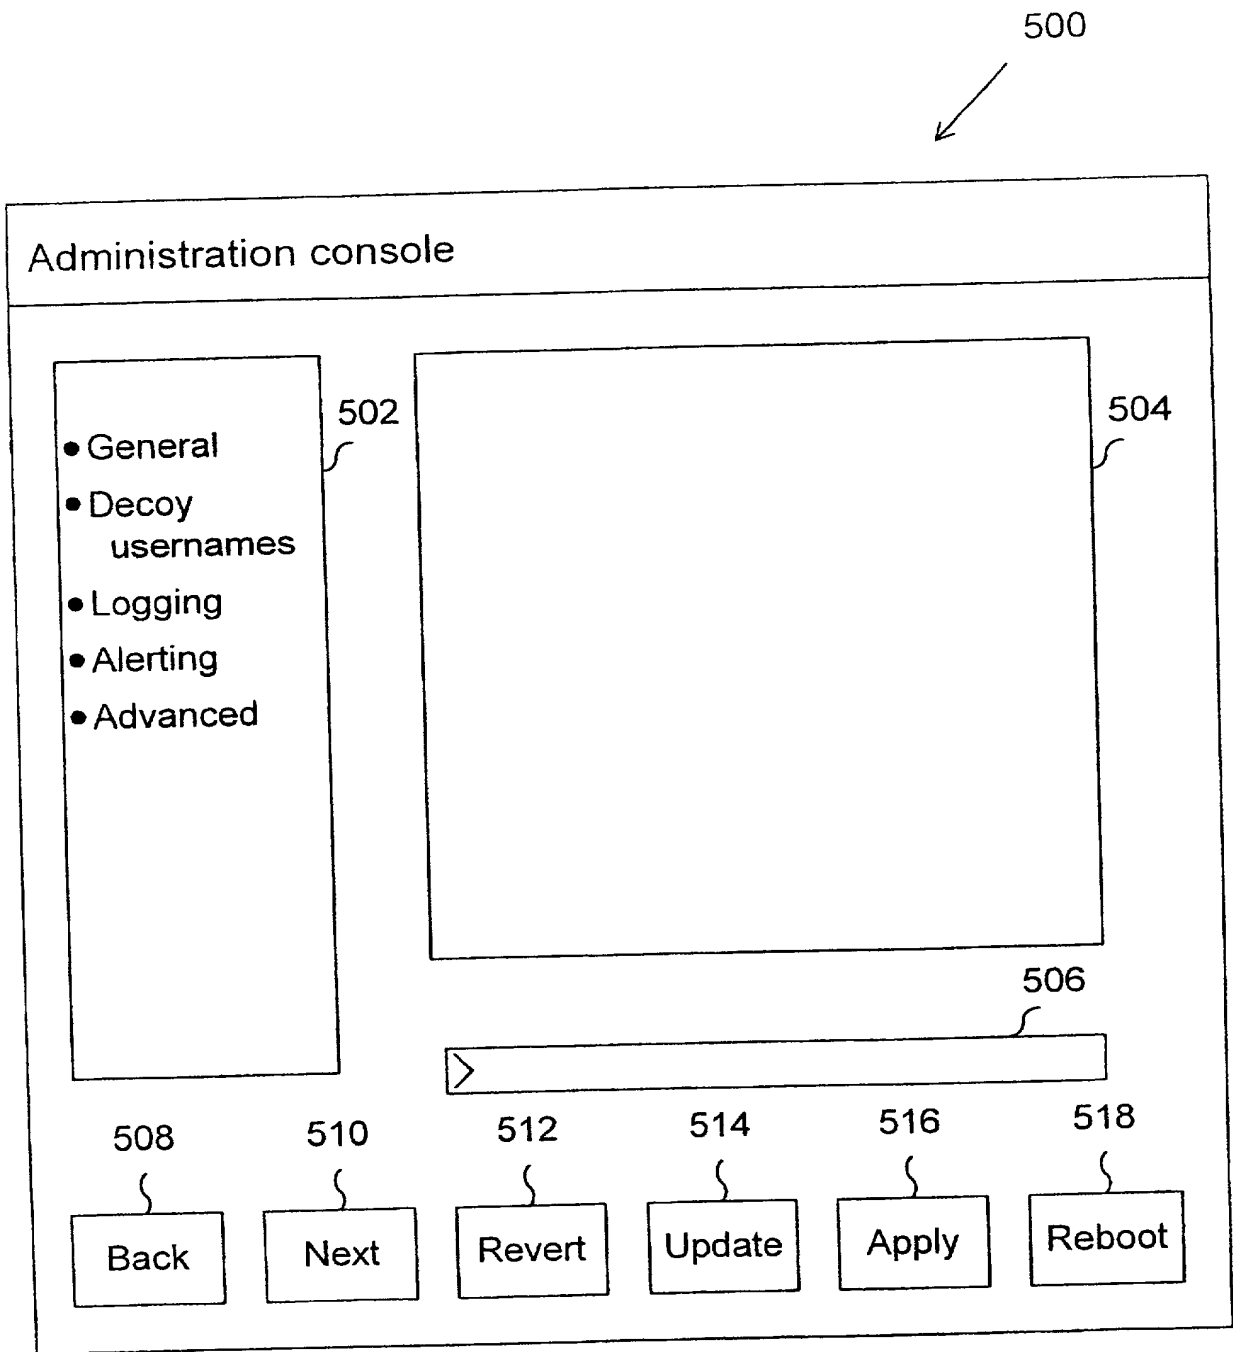 500
Administration console
502
504
• General
• Decoy
usernames
• Logging
• Alerting
• Advanced
506
>
508 510 512 514 516 518
Back Next Revert Update Apply Reboot